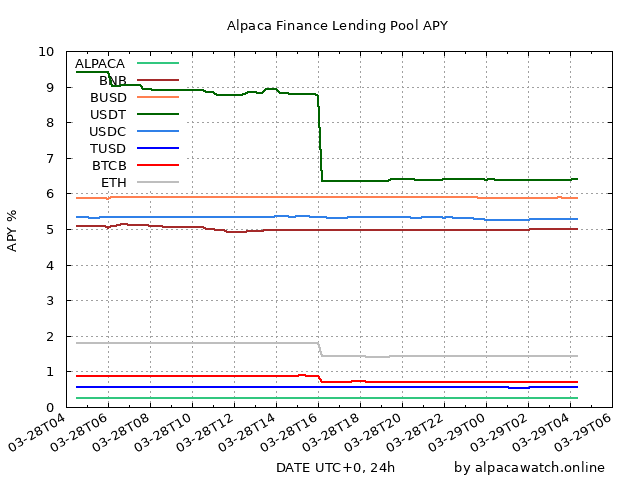 Alpaca Finance Lending Pool APY
10
9
8
7
6
5
4
3
2
1
0
APY %
ALPACA
BNB
BUSD
USDT
USDC
TUSD
BTCB
ETH
03-28T04
03-28T06
03-28T08
03-28T10
03-28T12
03-28T14
03-28T16
03-28T18
03-28T20
03-28T22
03-29T00
03-29T02
03-29T04
03-29T06
DATE UTC+0, 24h
by alpacawatch.online